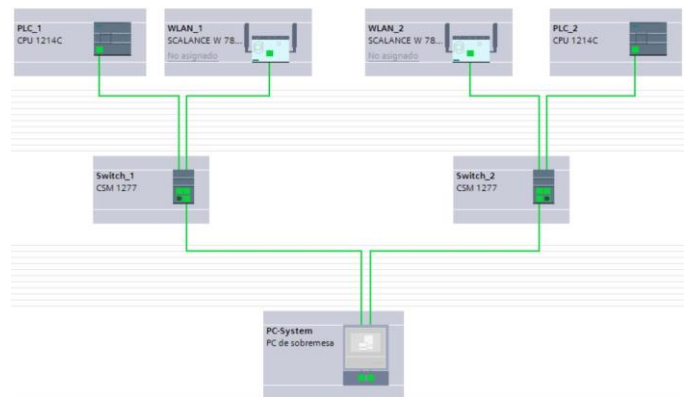 PLC_1
CPU 1214C
WLAN_1
SCALANCE W 78...
No asignado
WLAN_2
SCALANCE W 78...
No asignado
PLC_2
CPU 1214C
Switch_1
CSM 1277
Switch_2
CSM 1277
PC-System
PC de sobremesa